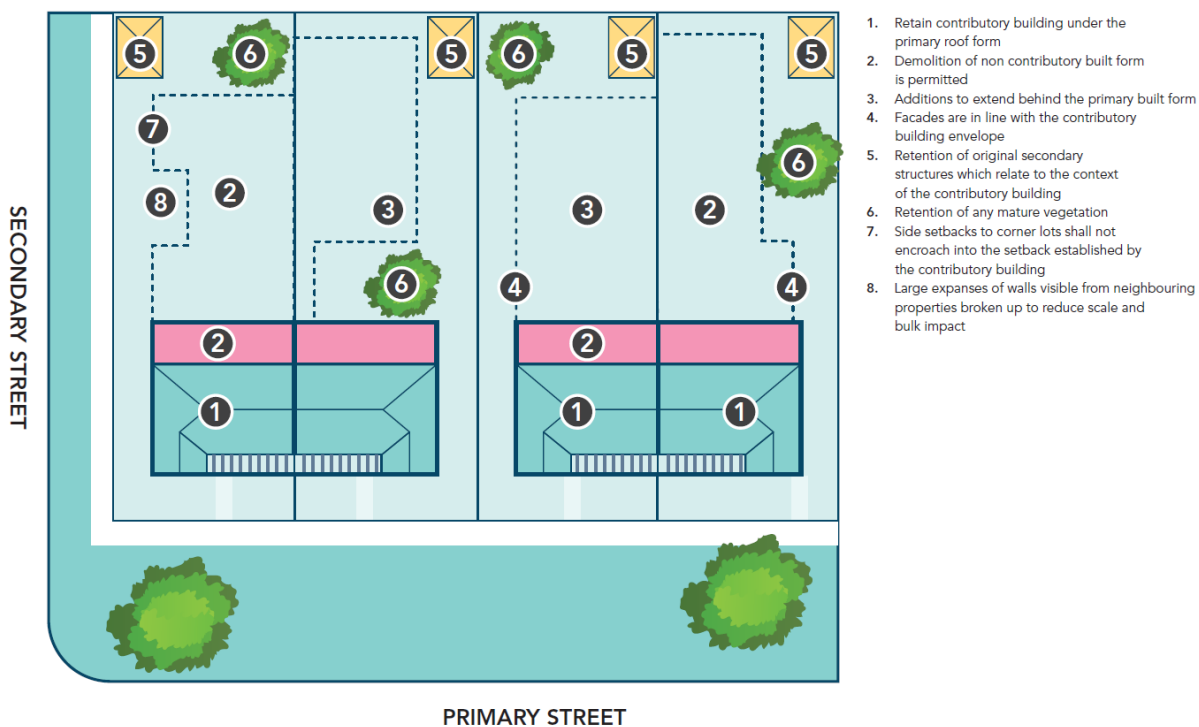 5
6
5
6
5
5
1. Retain contributory building under the
primary roof form
2. Demolition of non contributory built form
is permitted
3. Additions to extend behind the primary built form
4. Facades are in line with the contributory
building envelope
5. Retention of original secondary
structures which relate to the context
of the contributory building
6. Retention of any mature vegetation
7. Side setbacks to corner lots shall not
encroach into the setback established by
the contributory building
8. Large expanses of walls visible from neighbouring
properties broken up to reduce scale and
bulk impact
7
6
8
2
3
3
2
6
4
4
2
2
1
1
1
SECONDARY STREET
PRIMARY STREET